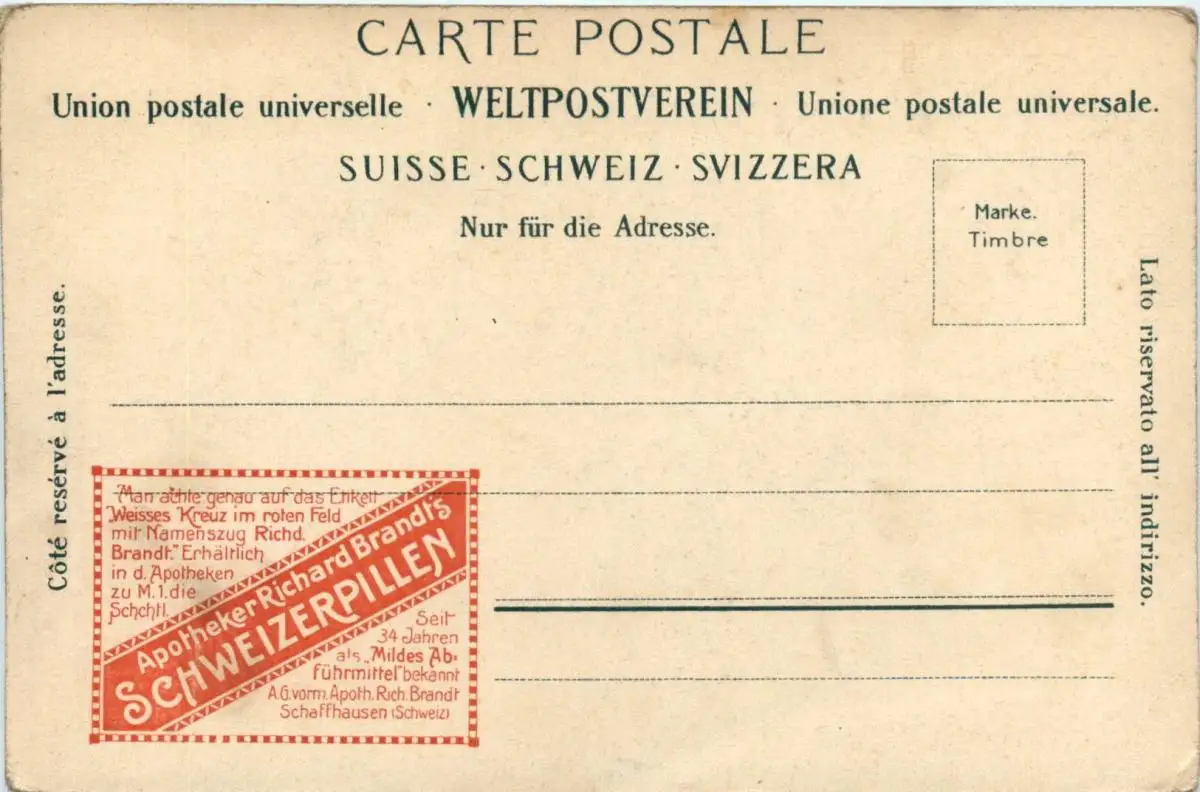 CARTE POSTALE
Union postale universelle · WELTPOSTVEREIN · Unione postale universale.
SUISSE · SCHWEIZ · SVIZZERA
Nur für die Adresse.
Marke.
Timbre
Côté resérvé à l'adresse.
Lato riservato all' indirizzo.
"Man achte genau auf das Etikett
"Weisses Kreuz im roten Feld
mit Namenszug Richd.
Brandt." Erhältlich
in d. Apotheken
zu M. 1. die
Schchtl.
Apotheker Richard Brandt's
SCHWEIZERPILLEN
Seit
34 Jahren
als "Mildes Ab-
führmittel" bekannt
A.G. vorm. Apoth. Rich. Brandt
Schaffhausen (Schweiz)